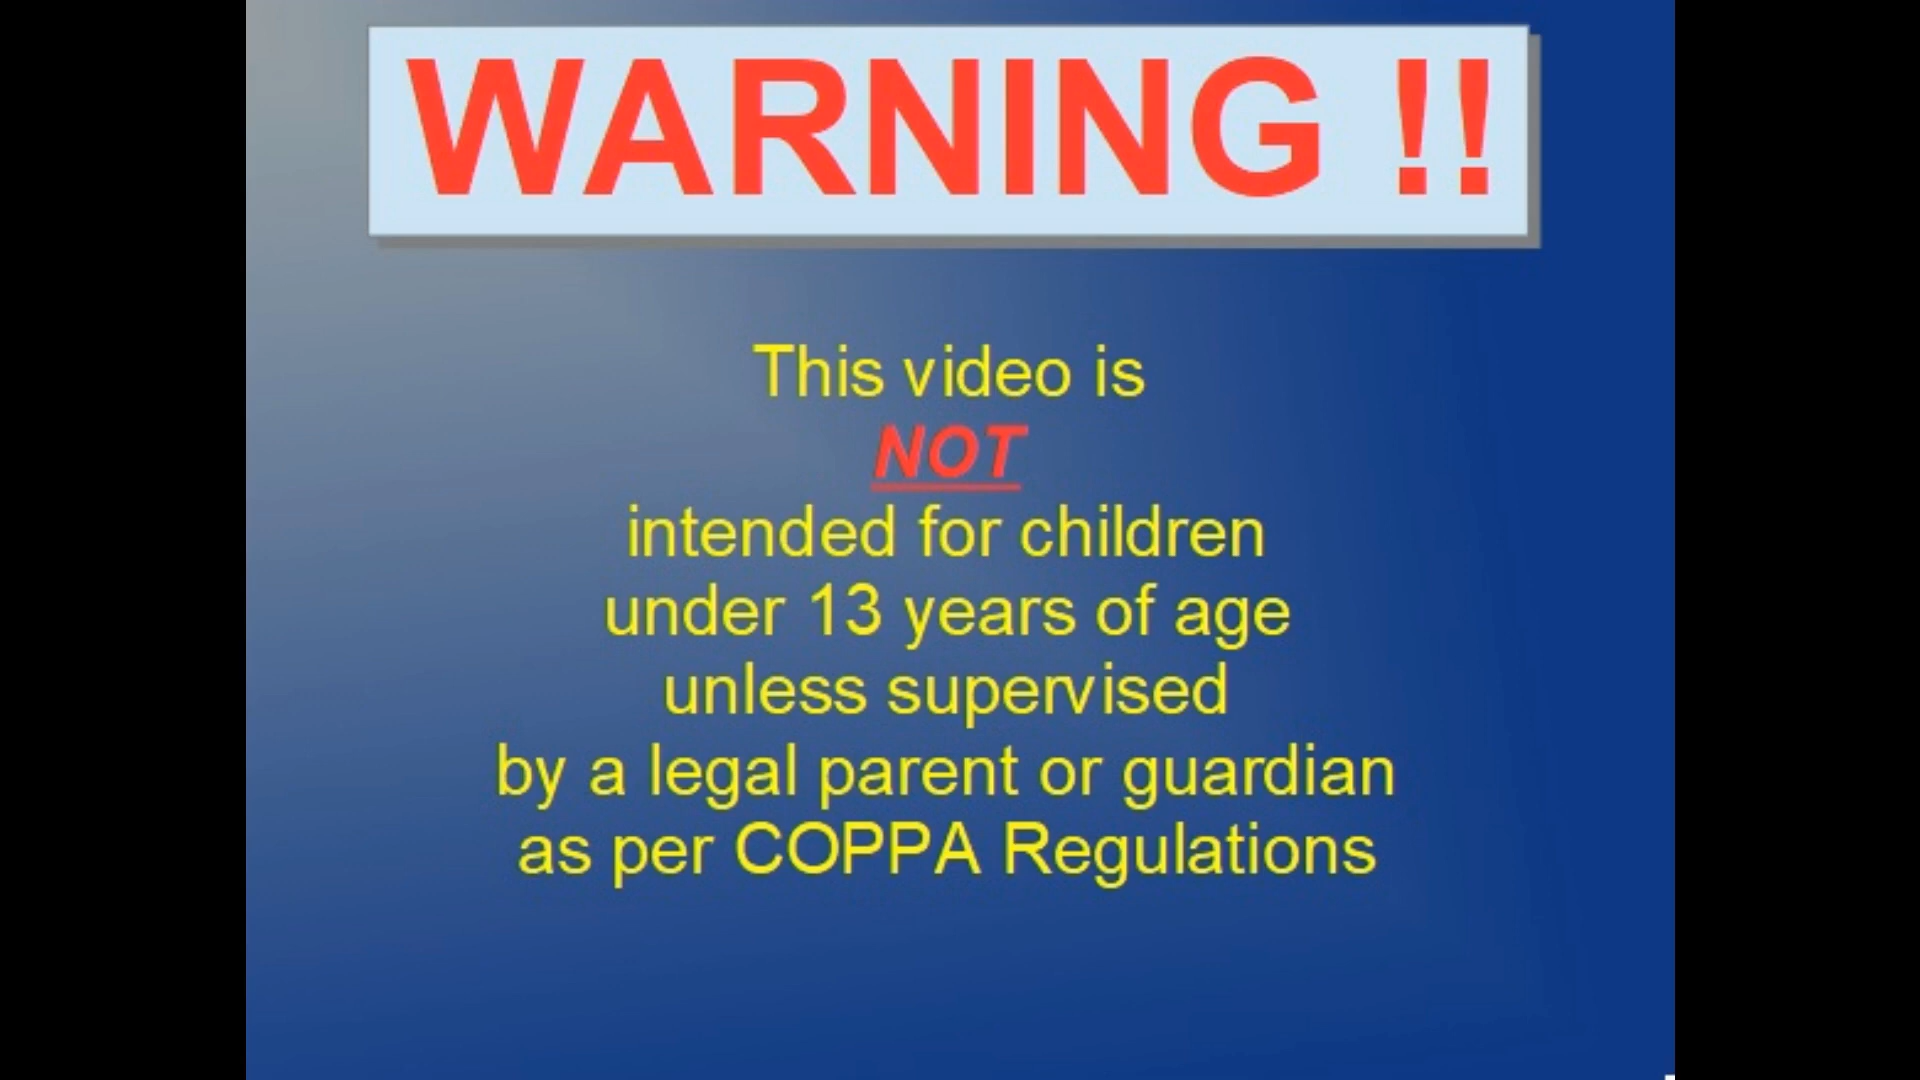 WARNING !!
This video is
NOT
intended for children
under 13 years of age
unless supervised
by a legal parent or guardian
as per COPPA Regulations